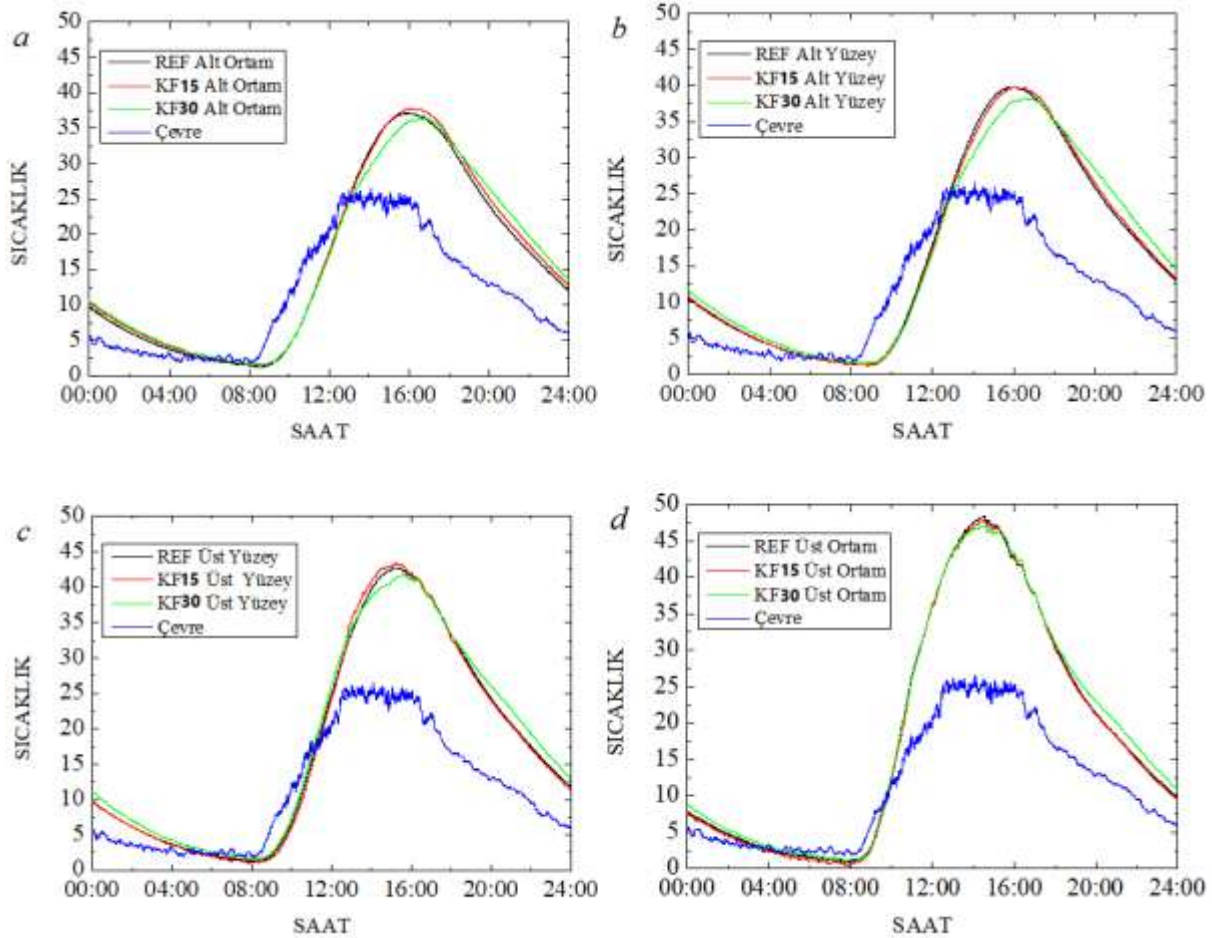 a
50
45
40
35
30
25
20
15
10
5
0
SICAKLIK
REF Alt Ortam
KF15 Alt Ortam
KF30 Alt Ortam
Çevre
00:00 04:00 08:00 12:00 16:00 20:00 24:00
SAAT
b
50
45
40
35
30
25
20
15
10
5
0
SICAKLIK
REF Alt Yüzey
KF15 Alt Yüzey
KF30 Alt Yüzey
Çevre
00:00 04:00 08:00 12:00 16:00 20:00 24:00
SAAT
c
50
45
40
35
30
25
20
15
10
5
0
SICAKLIK
REF Üst Yüzey
KF15 Üst Yüzey
KF30 Üst Yüzey
Çevre
00:00 04:00 08:00 12:00 16:00 20:00 24:00
SAAT
d
50
45
40
35
30
25
20
15
10
5
0
SICAKLIK
REF Üst Ortam
KF15 Üst Ortam
KF30 Üst Ortam
Çevre
00:00 04:00 08:00 12:00 16:00 20:00 24:00
SAAT